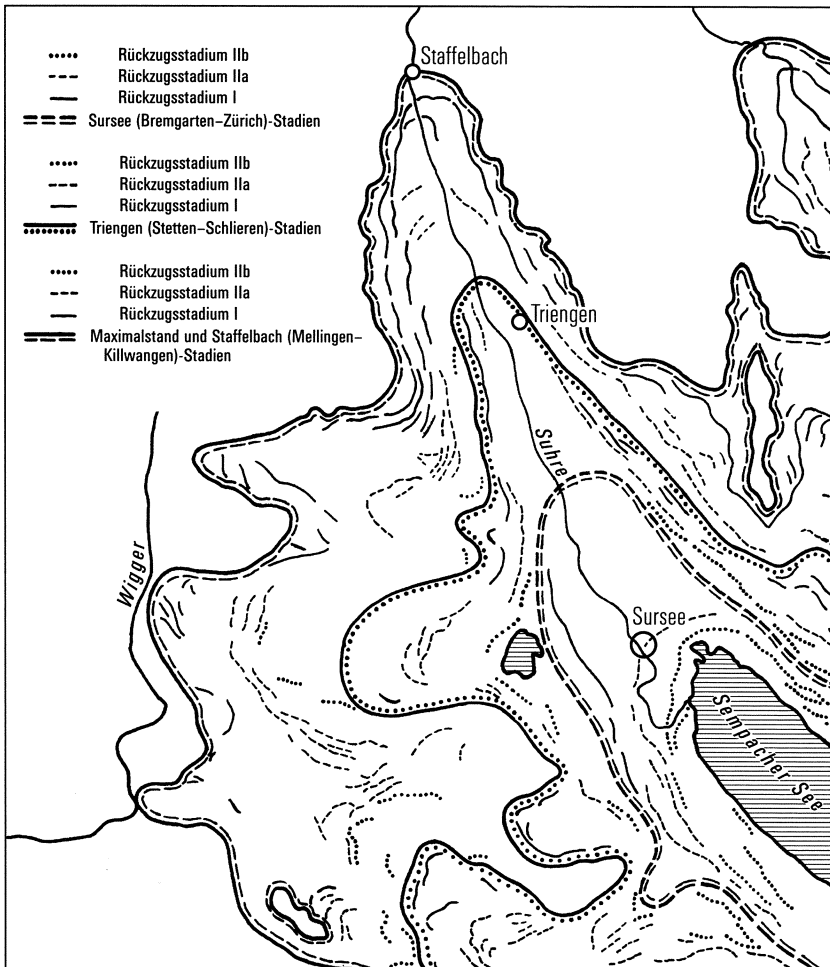 Rückzugsstadium IIb
Rückzugsstadium IIa
Rückzugsstadium I
Sursee (Bremgarten–Zürich)-Stadien
Rückzugsstadium IIb
Rückzugsstadium IIa
Rückzugsstadium I
Triengen (Stetten–Schlieren)-Stadien
Rückzugsstadium IIb
Rückzugsstadium IIa
Rückzugsstadium I
Maximalstand und Staffelbach (Mellingen–
Killwangen)-Stadien
Staffelbach
Triengen
Suhre
Wigger
Sursee
Sempacher See